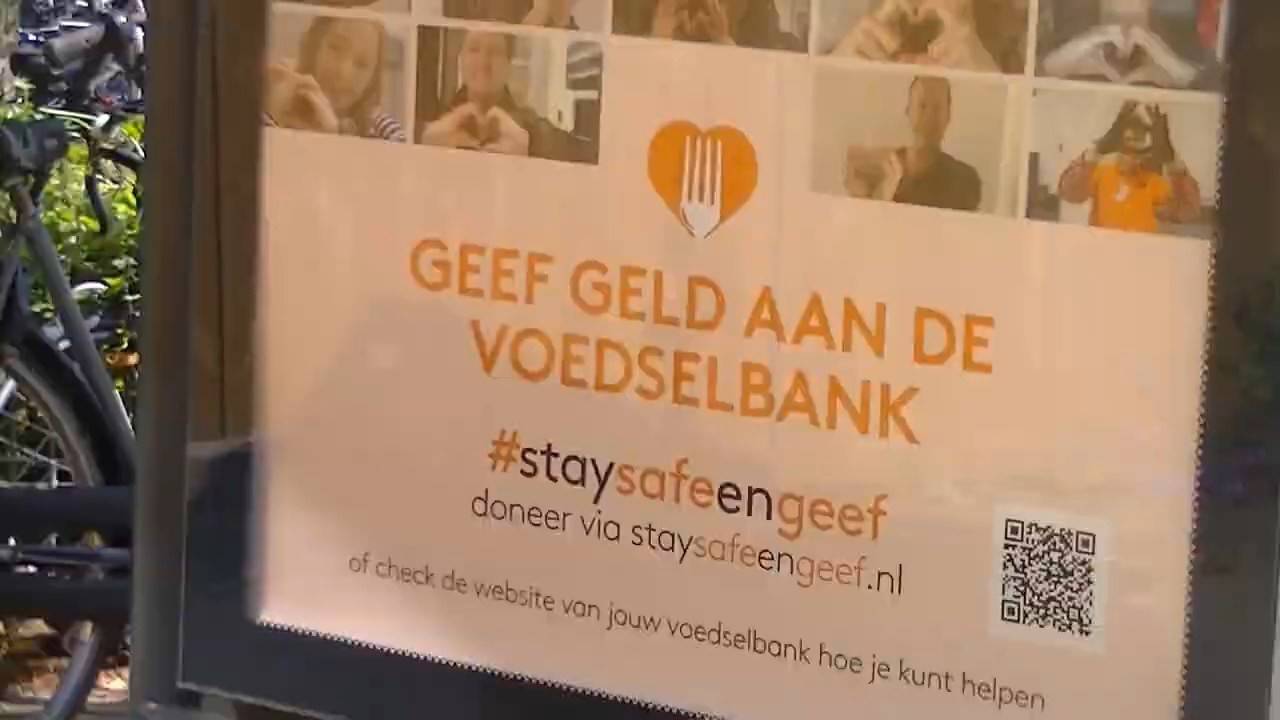 GEEF GELD AAN DE
VOEDSELBANK
#staysafeengeef
doneer via staysafeengeef.nl
of check de website van jouw voedselbank hoe je kunt helpen